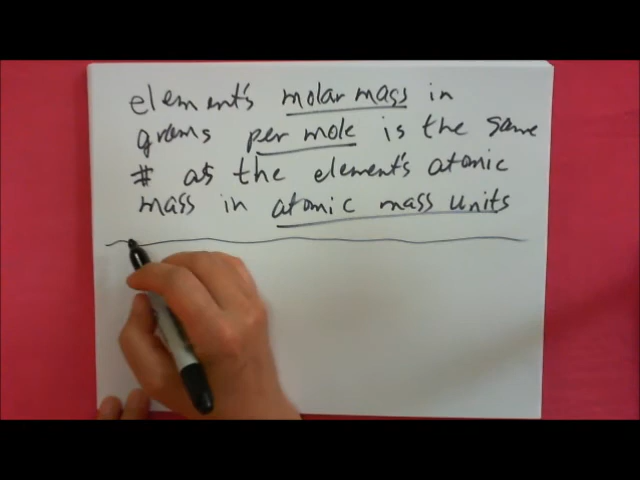 element's molar mass in
grams per mole is the same
# as the element's atomic
mass in atomic mass units